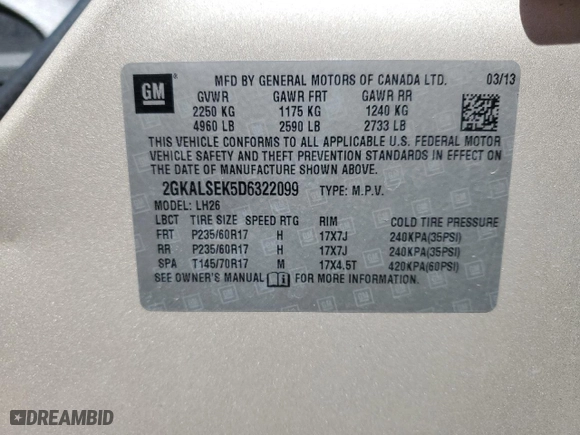 GM MFD BY GENERAL MOTORS OF CANADA LTD. 03/13
GVWR GAWR FRT GAWR RR
2250 KG 1175 KG 1240 KG
4960 LB 2590 LB 2733 LB
THIS VEHICLE CONFORMS TO ALL APPLICABLE U.S. FEDERAL MOTOR
VEHICLE SAFETY AND THEFT PREVENTION STANDARDS IN EFFECT ON
THE DATE OF MANUFACTURE SHOWN ABOVE.
2GKALSEK5D6322099 TYPE: M.P.V.
MODEL: LH26
LBCT TIRE SIZE SPEED RTG RIM COLD TIRE PRESSURE
FRT P235/60R17 H 17X7J 240KPA(35PSI)
RR P235/60R17 H 17X7J 240KPA(35PSI)
SPA T145/70R17 M 17X4.5T 420KPA(60PSI)
SEE OWNER'S MANUAL FOR MORE INFORMATION
DREAMBID